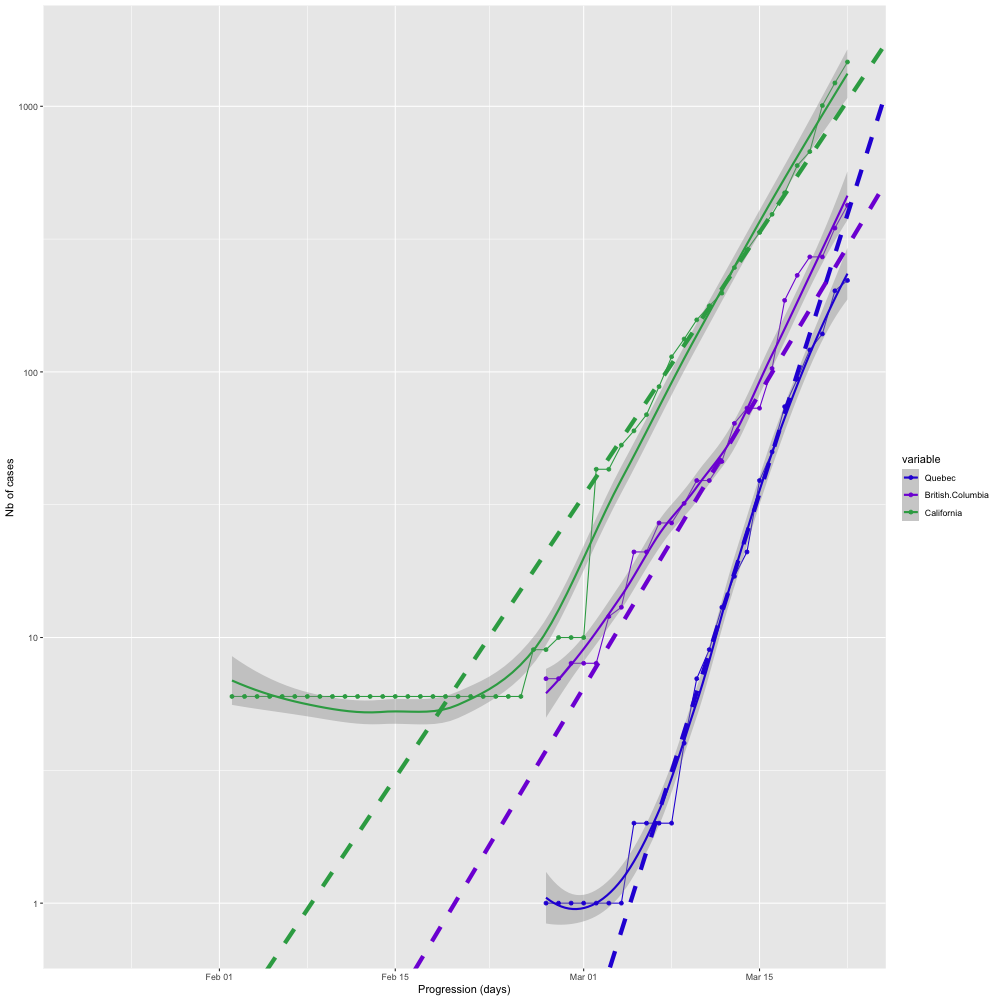 Nb of cases
1000
100
10
1
Feb 01
Feb 15
Mar 01
Mar 15
Progression (days)
variable
Quebec
British.Columbia
California